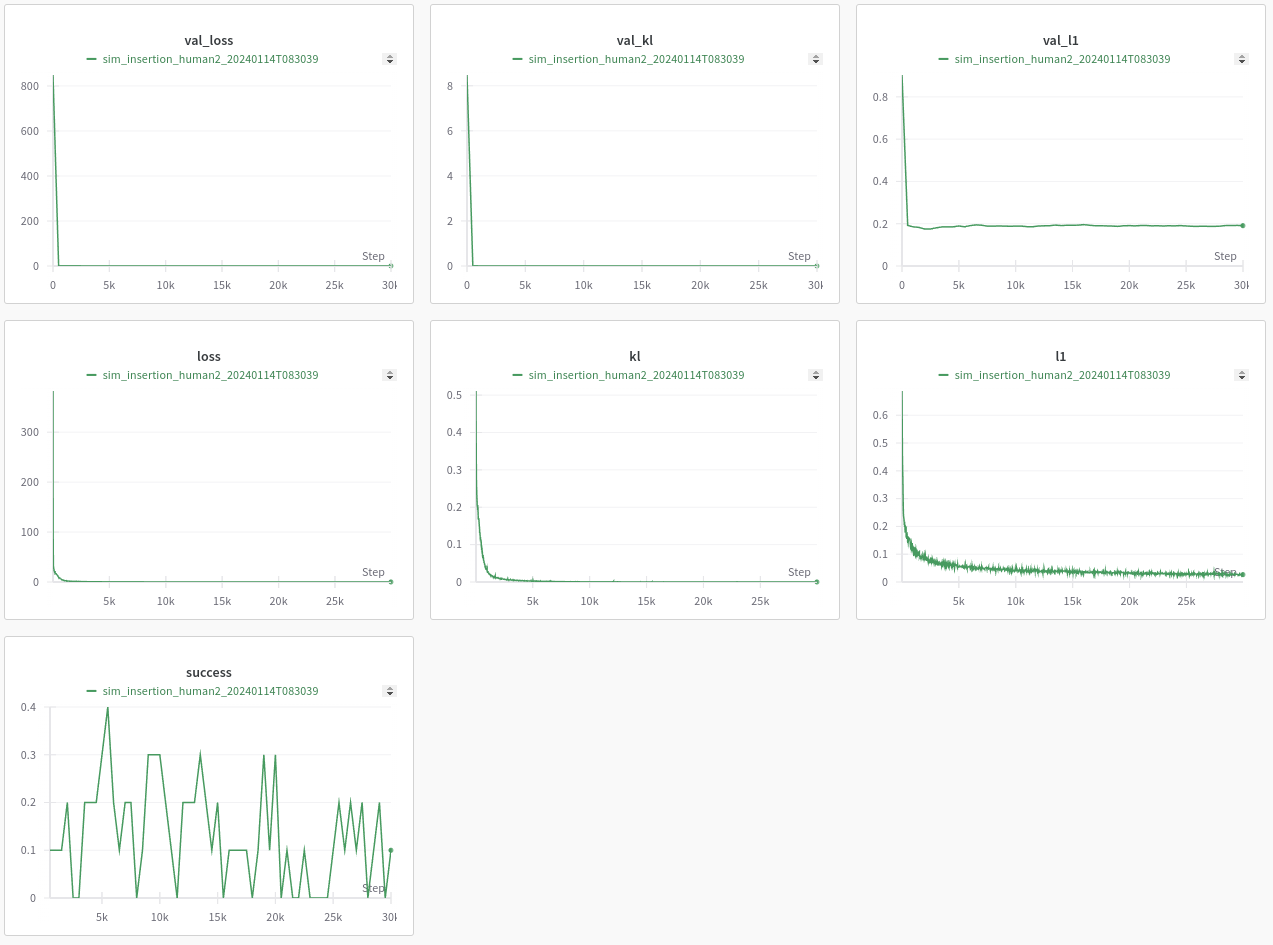 val_loss
sim_insertion_human2_20240114T083039
800
600
400
200
0
Step
0 5k 10k 15k 20k 25k 30k
val_kl
sim_insertion_human2_20240114T083039
8
6
4
2
0
Step
0 5k 10k 15k 20k 25k 30k
val_l1
sim_insertion_human2_20240114T083039
0.8
0.6
0.4
0.2
0
Step
0 5k 10k 15k 20k 25k 30k
loss
sim_insertion_human2_20240114T083039
300
200
100
0
Step
5k 10k 15k 20k 25k
kl
sim_insertion_human2_20240114T083039
0.5
0.4
0.3
0.2
0.1
0
Step
5k 10k 15k 20k 25k
l1
sim_insertion_human2_20240114T083039
0.6
0.5
0.4
0.3
0.2
0.1
0
Step
5k 10k 15k 20k 25k
success
sim_insertion_human2_20240114T083039
0.4
0.3
0.2
0.1
0
Step
5k 10k 15k 20k 25k 30k